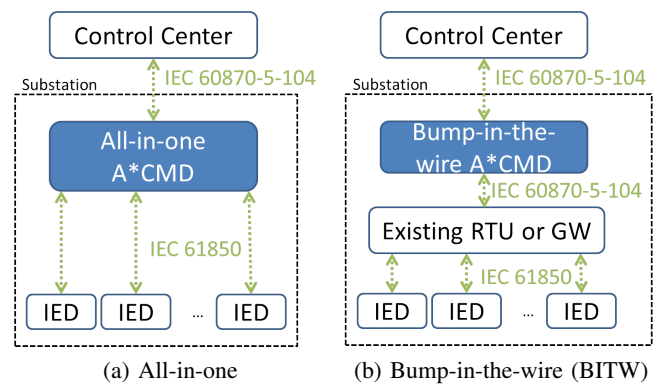 Control Center
IEC 60870-5-104
Substation
All-in-one
A*CMD
IEC 61850
IED
IED
...
IED
(a) All-in-one
Control Center
IEC 60870-5-104
Substation
Bump-in-the-
wire A*CMD
IEC 60870-5-104
Existing RTU or GW
IEC 61850
IED
IED
...
IED
(b) Bump-in-the-wire (BITW)